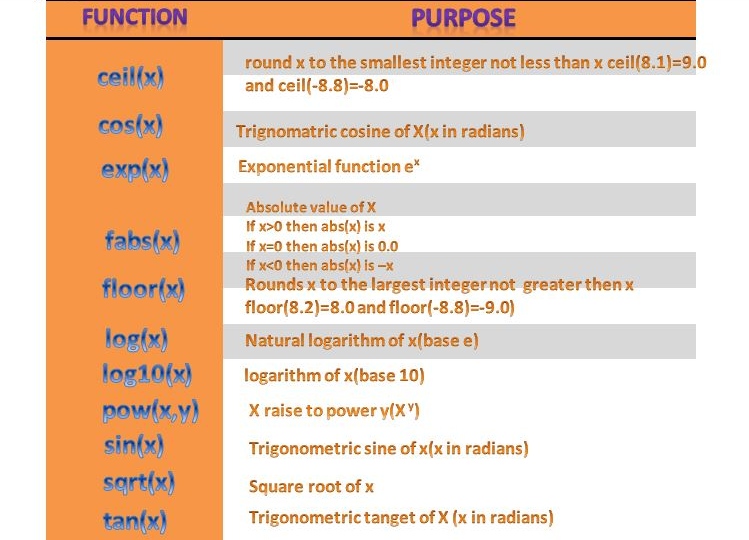 FUNCTION PURPOSE
ceil(x) round x to the smallest integer not less than x ceil(8.1)=9.0
and ceil(-8.8)=-8.0
cos(x) Trignomatric cosine of X(x in radians)
exp(x) Exponential function eˣ
Absolute value of X
If x>0 then abs(x) is x
fabs(x) If x=0 then abs(x) is 0.0
If x<0 then abs(x) is –x
floor(x) Rounds x to the largest integer not greater then x
floor(8.2)=8.0 and floor(-8.8)=-9.0)
log(x) Natural logarithm of x(base e)
log10(x) logarithm of x(base 10)
pow(x,y) X raise to power y(Xʸ)
sin(x) Trigonometric sine of x(x in radians)
sqrt(x) Square root of x
tan(x) Trigonometric tanget of X (x in radians)